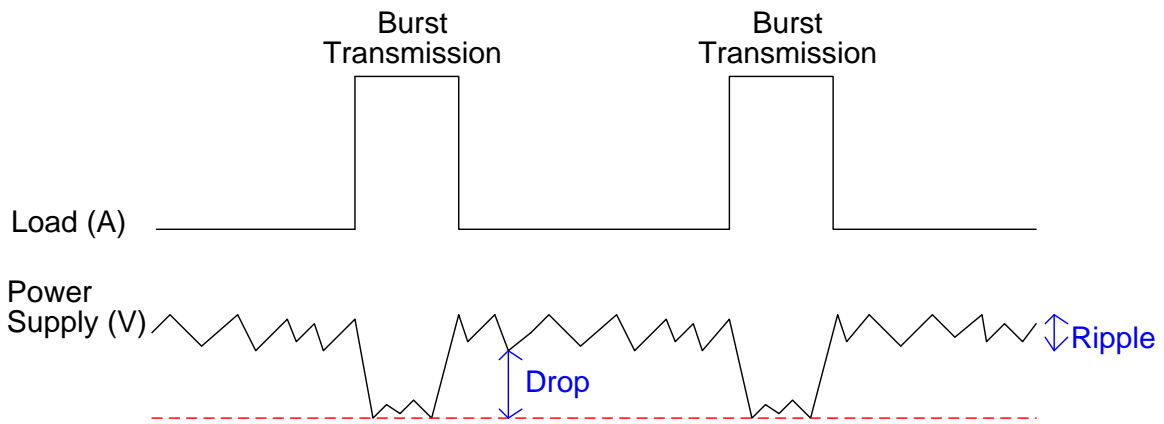 Burst
Transmission
Burst
Transmission
Load (A)
Power
Supply (V)
Ripple
Drop